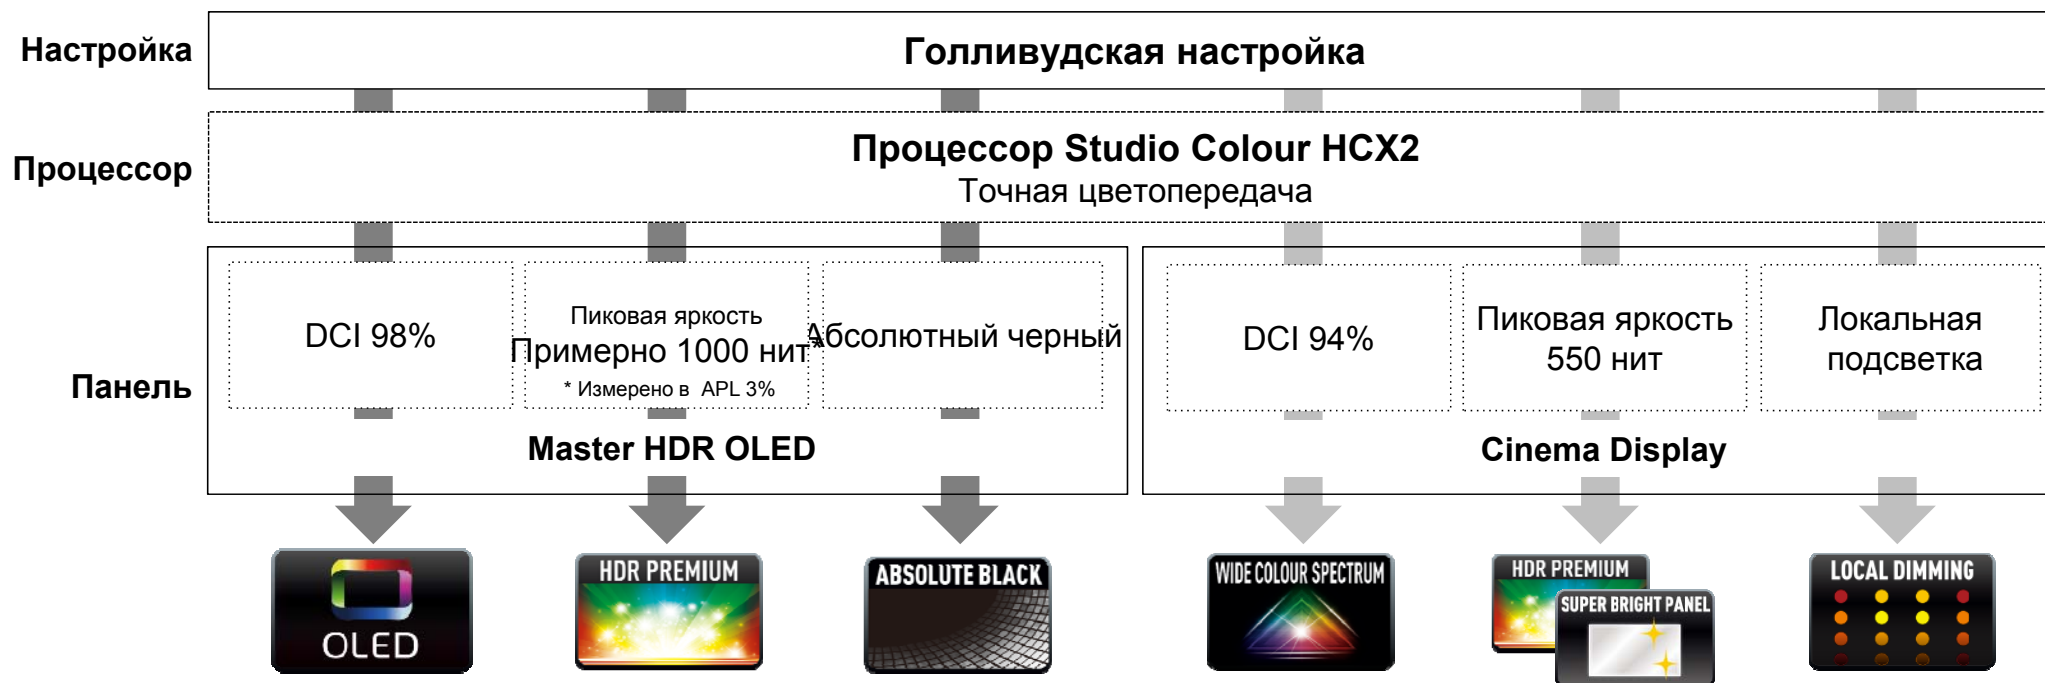 Настройка
Голливудская настройка
Процессор
Процессор Studio Colour HCX2
Точная цветопередача
Панель
DCI 98%
Пиковая яркость
Примерно 1000 нит*
* Измерено в APL 3%
Абсолютный черный
Master HDR OLED
DCI 94%
Пиковая яркость
550 нит
Локальная
подсветка
Cinema Display
OLED
HDR PREMIUM
ABSOLUTE BLACK
WIDE COLOUR SPECTRUM
HDR PREMIUM
SUPER BRIGHT PANEL
LOCAL DIMMING